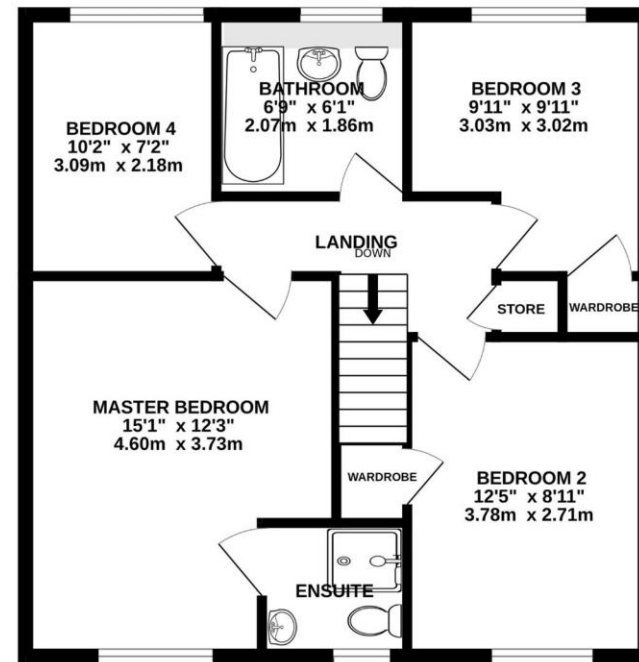 BEDROOM 4
10'2" x 7'2"
3.09m x 2.18m
BATHROOM
6'9" x 6'1"
2.07m x 1.86m
BEDROOM 3
9'11" x 9'11"
3.03m x 3.02m
LANDING
DOWN
STORE
WARDROBE
MASTER BEDROOM
15'1" x 12'3"
4.60m x 3.73m
WARDROBE
BEDROOM 2
12'5" x 8'11"
3.78m x 2.71m
ENSUITE